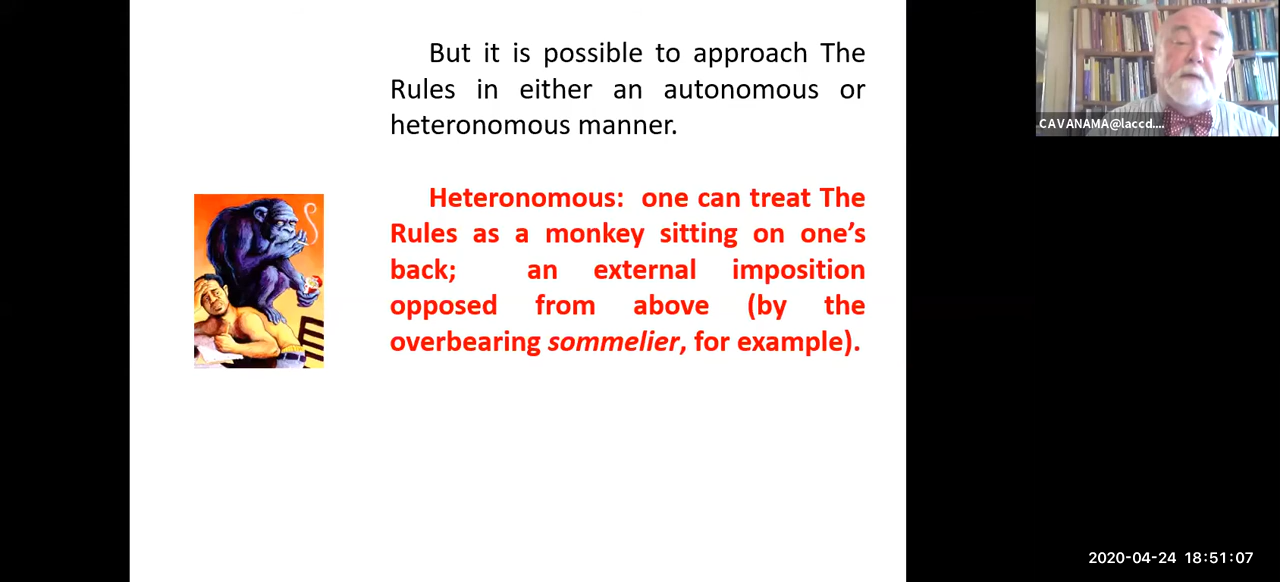 But it is possible to approach The
Rules in either an autonomous or
heteronomous manner.
Heteronomous: one can treat The
Rules as a monkey sitting on one’s
back; an external imposition
opposed from above (by the
overbearing sommelier, for example).
CAVANAMA@laccd....
2020-04-24 18:51:07